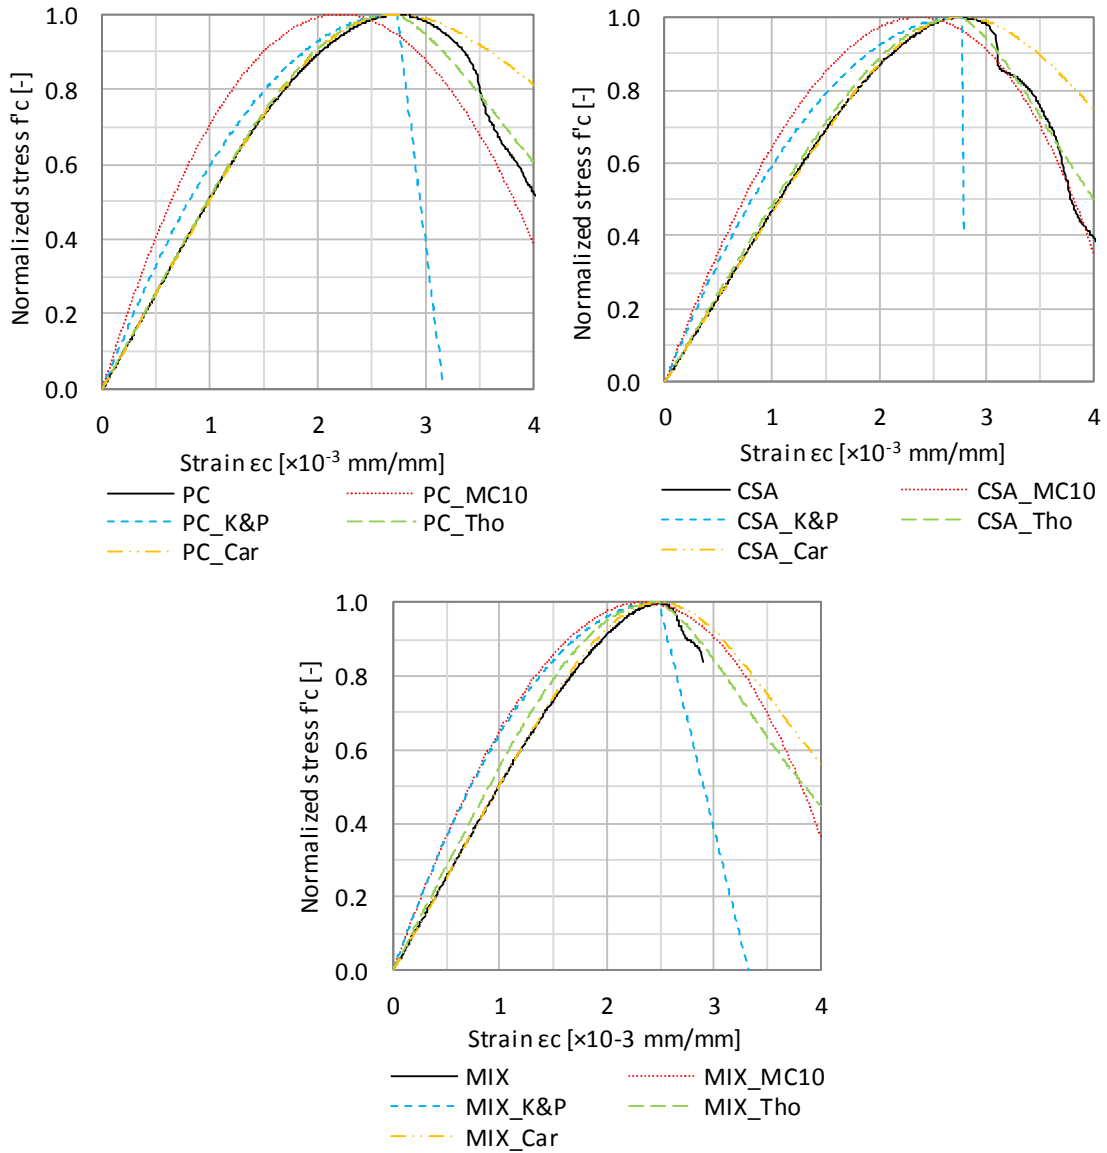 Normalized stress f'c [-]
1.0
0.8
0.6
0.4
0.2
0.0
0 1 2 3 4
Strain εc [×10-3 mm/mm]
PC PC_MC10
PC_K&P PC_Tho
PC_Car
Normalized stress f'c [-]
1.0
0.8
0.6
0.4
0.2
0.0
0 1 2 3 4
Strain εc [×10-3 mm/mm]
CSA CSA_MC10
CSA_K&P CSA_Tho
CSA_Car
Normalized stress f'c [-]
1.0
0.8
0.6
0.4
0.2
0.0
0 1 2 3 4
Strain εc [×10-3 mm/mm]
MIX MIX_MC10
MIX_K&P MIX_Tho
MIX_Car